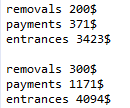 removals 200$
payments 371$
entrances 3423$

removals 300$
payments 1171$
entrances 4094$